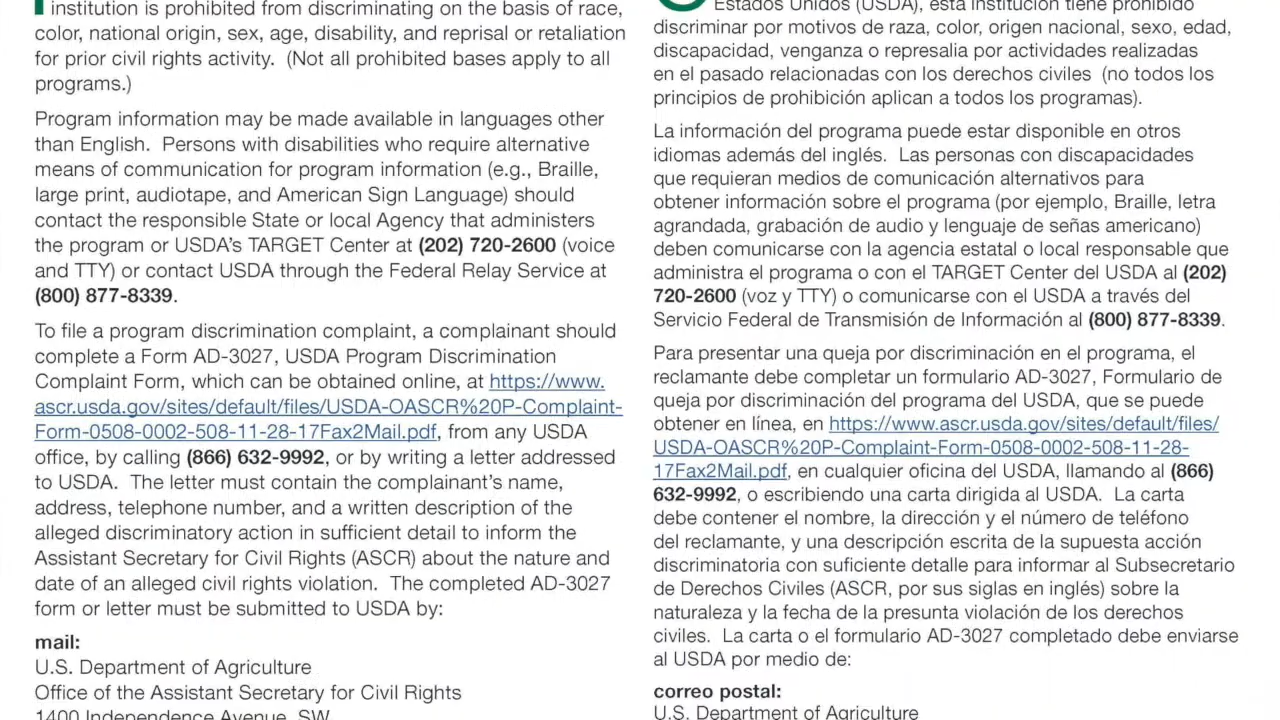 institution is prohibited from discriminating on the basis of race,
color, national origin, sex, age, disability, and reprisal or retaliation
for prior civil rights activity.  (Not all prohibited bases apply to all
programs.)
Program information may be made available in languages other
than English.  Persons with disabilities who require alternative
means of communication for program information (e.g., Braille,
large print, audiotape, and American Sign Language) should
contact the responsible State or local Agency that administers
the program or USDA's TARGET Center at (202) 720-2600 (voice
and TTY) or contact USDA through the Federal Relay Service at
(800) 877-8339.
To file a program discrimination complaint, a complainant should
complete a Form AD-3027, USDA Program Discrimination
Complaint Form, which can be obtained online, at https://www.
ascr.usda.gov/sites/default/files/USDA-OASCR%20P-Complaint-
Form-0508-0002-508-11-28-17Fax2Mail.pdf, from any USDA
office, by calling (866) 632-9992, or by writing a letter addressed
to USDA.  The letter must contain the complainant's name,
address, telephone number, and a written description of the
alleged discriminatory action in sufficient detail to inform the
Assistant Secretary for Civil Rights (ASCR) about the nature and
date of an alleged civil rights violation.  The completed AD-3027
form or letter must be submitted to USDA by:
mail:
U.S. Department of Agriculture
Office of the Assistant Secretary for Civil Rights
1400 Independence Avenue, SW
Estados Unidos (USDA), esta institución tiene prohibido
discriminar por motivos de raza, color, origen nacional, sexo, edad,
discapacidad, venganza o represalia por actividades realizadas
en el pasado relacionadas con los derechos civiles  (no todos los
principios de prohibición aplican a todos los programas).
La información del programa puede estar disponible en otros
idiomas además del inglés.  Las personas con discapacidades
que requieran medios de comunicación alternativos para
obtener información sobre el programa (por ejemplo, Braille, letra
agrandada, grabación de audio y lenguaje de señas americano)
deben comunicarse con la agencia estatal o local responsable que
administra el programa o con el TARGET Center del USDA al (202)
720-2600 (voz y TTY) o comunicarse con el USDA a través del
Servicio Federal de Transmisión de Información al (800) 877-8339.
Para presentar una queja por discriminación en el programa, el
reclamante debe completar un formulario AD-3027, Formulario de
queja por discriminación del programa del USDA, que se puede
obtener en línea, en https://www.ascr.usda.gov/sites/default/files/
USDA-OASCR%20P-Complaint-Form-0508-0002-508-11-28-
17Fax2Mail.pdf, en cualquier oficina del USDA, llamando al (866)
632-9992, o escribiendo una carta dirigida al USDA.  La carta
debe contener el nombre, la dirección y el número de teléfono
del reclamante, y una descripción escrita de la supuesta acción
discriminatoria con suficiente detalle para informar al Subsecretario
de Derechos Civiles (ASCR, por sus siglas en inglés) sobre la
naturaleza y la fecha de la presunta violación de los derechos
civiles.  La carta o el formulario AD-3027 completado debe enviarse
al USDA por medio de:
correo postal:
U.S. Department of Agriculture